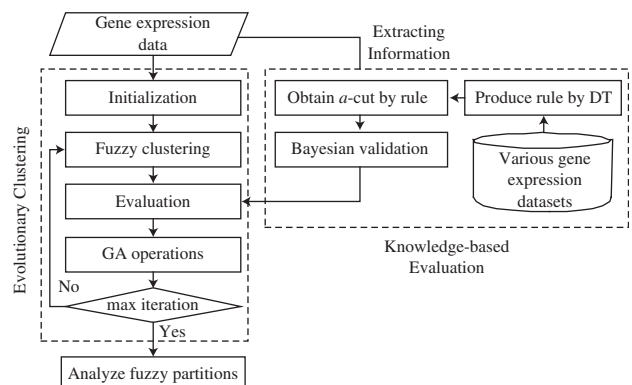 Gene expression
data
Extracting
Information
Evolutionary Clustering
Initialization
Fuzzy clustering
Evaluation
GA operations
No
max iteration
Yes
Analyze fuzzy partitions
Obtain a-cut by rule
Produce rule by DT
Bayesian validation
Various gene
expression
datasets
Knowledge-based
Evaluation